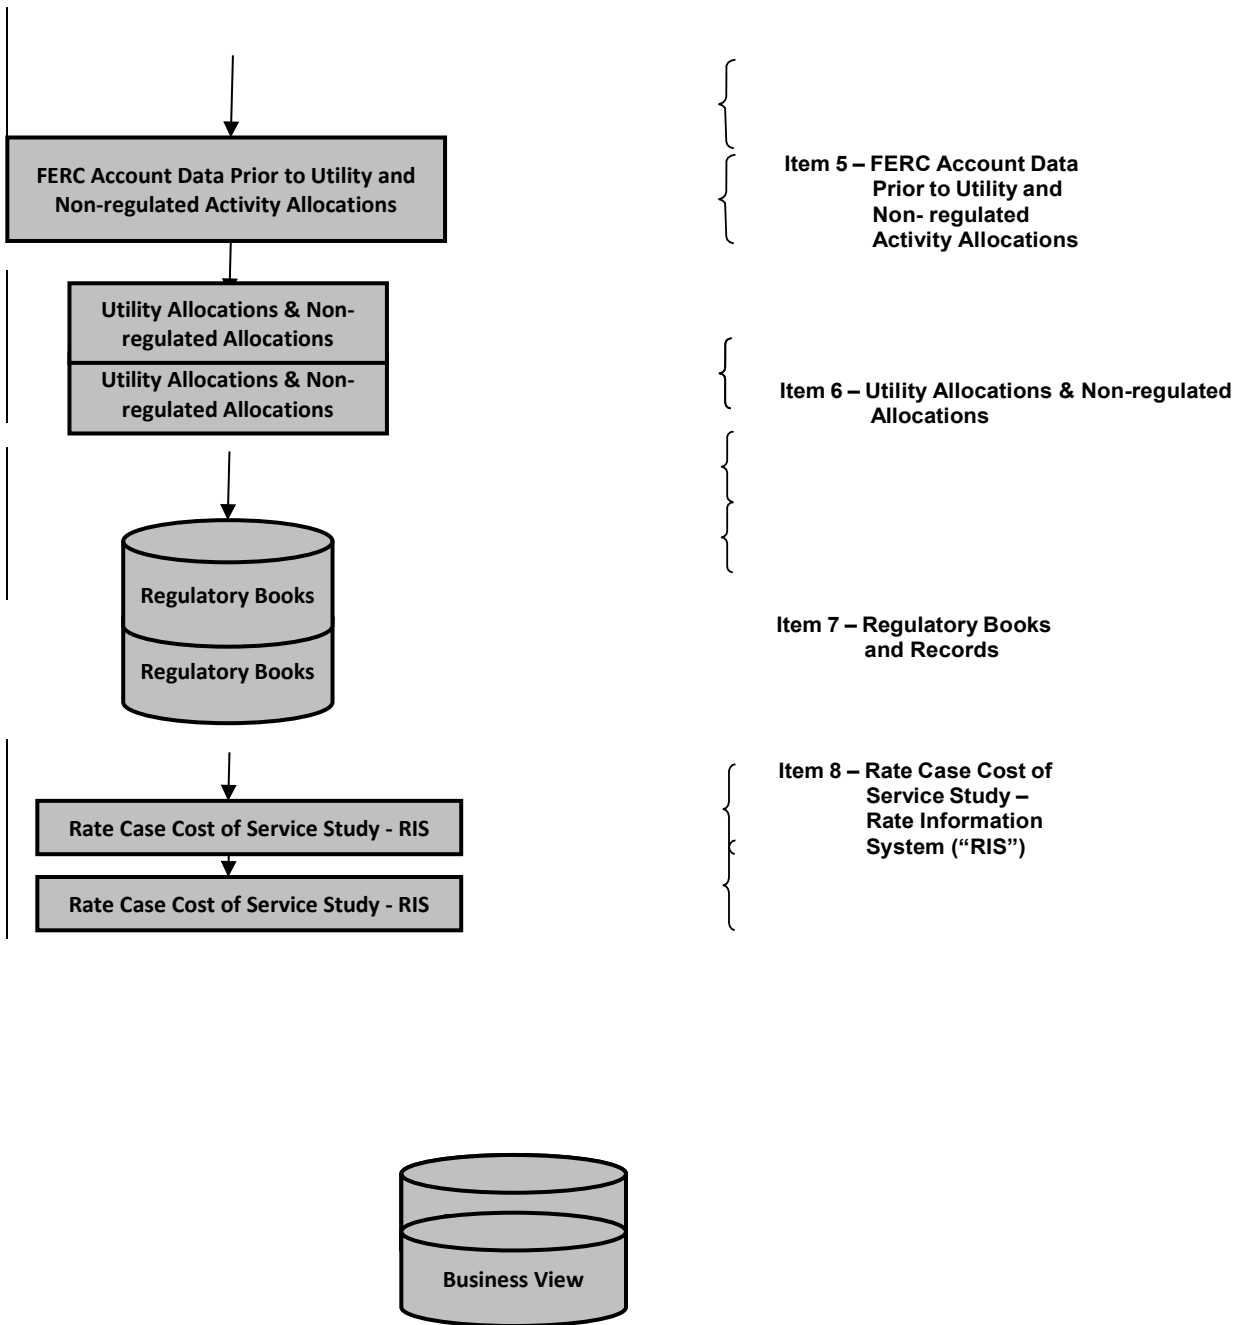 FERC Account Data Prior to Utility and
Non-regulated Activity Allocations
Item 5 – FERC Account Data
Prior to Utility and
Non- regulated
Activity Allocations
Utility Allocations & Non-
regulated Allocations
Utility Allocations & Non-
regulated Allocations
Item 6 – Utility Allocations & Non-regulated
Allocations
Regulatory Books
Regulatory Books
Item 7 – Regulatory Books
and Records
Item 8 – Rate Case Cost of
Service Study –
Rate Information
System (“RIS”)
Rate Case Cost of Service Study - RIS
Rate Case Cost of Service Study - RIS
Business View